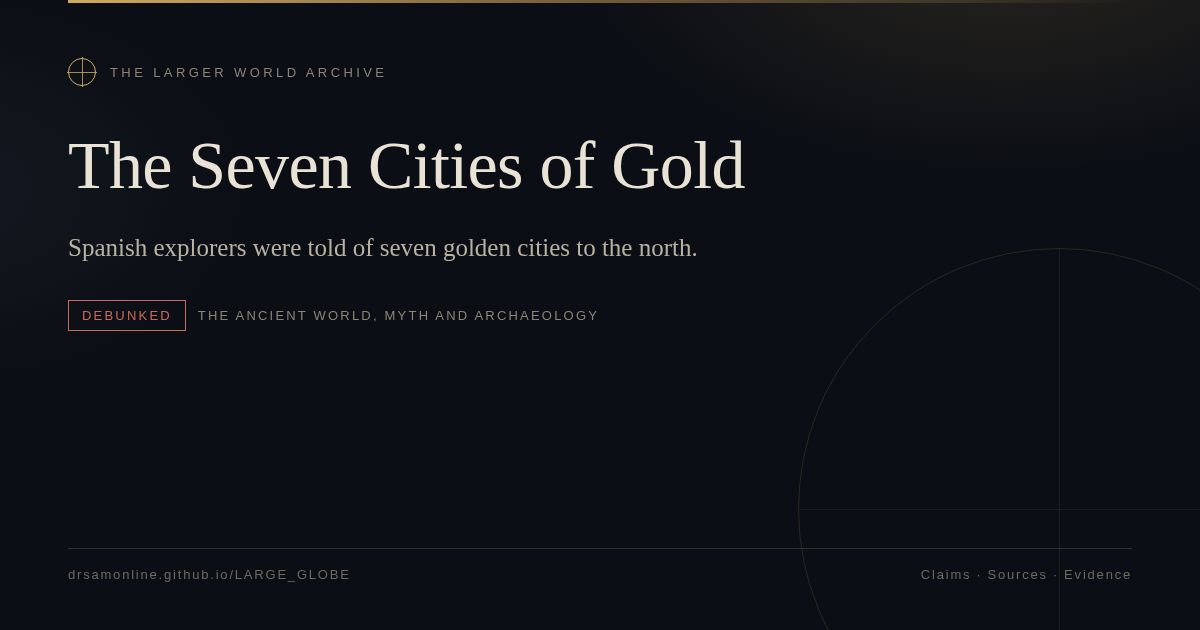 THE LARGER WORLD ARCHIVE
The Seven Cities of Gold
Spanish explorers were told of seven golden cities to the north.
DEBUNKED THE ANCIENT WORLD, MYTH AND ARCHAEOLOGY
drsamonline.github.io/LARGE_GLOBE Claims · Sources · Evidence